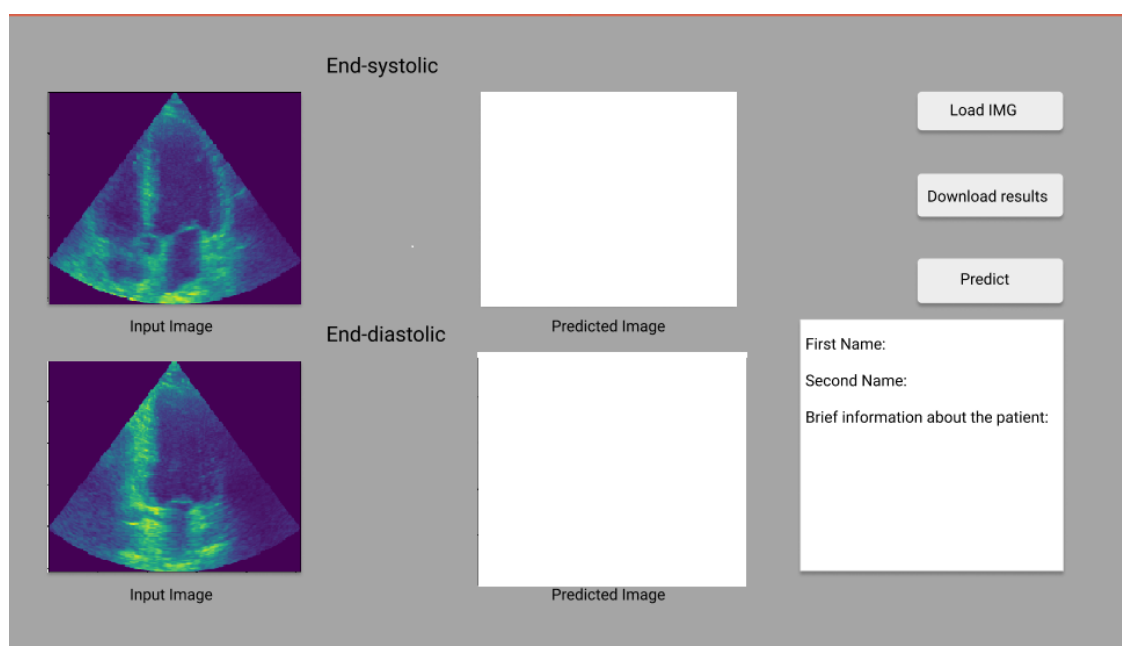 End-systolic
Load IMG
Download results
Predict
Input Image
Predicted Image
End-diastolic
First Name:
Second Name:
Brief information about the patient:
Input Image
Predicted Image